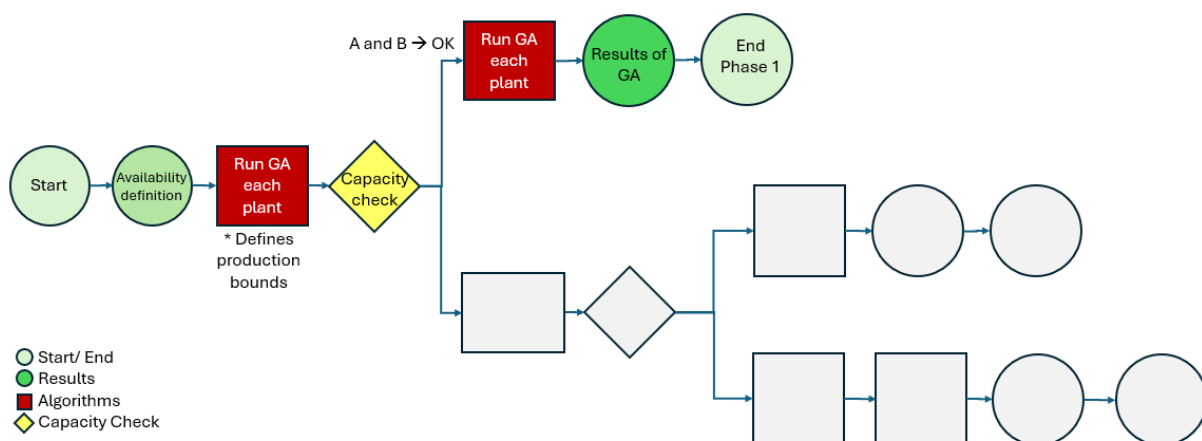 A and B → OK
Run GA
each
plant
Results of
GA
End
Phase 1
Start
Availability
definition
Run GA
each
plant
* Defines
production
bounds
Capacity
check
Start/ End
Results
Algorithms
Capacity Check